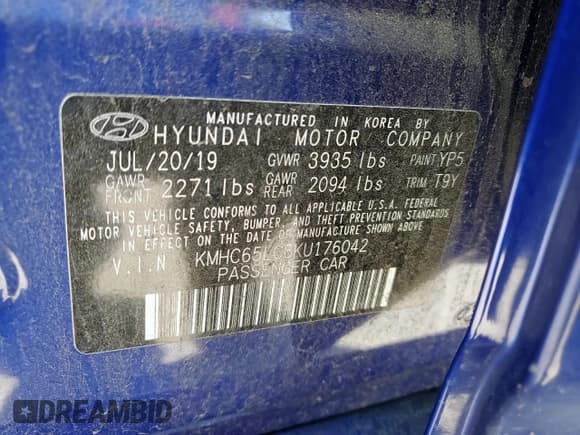 MANUFACTURED IN KOREA BY
HYUNDAI MOTOR COMPANY
JUL/20/19 GVWR 3935 lbs PAINT YP5
GAWR FRONT 2271 lbs GAWR REAR 2094 lbs TRIM T9Y
THIS VEHICLE CONFORMS TO ALL APPLICABLE U.S.A. FEDERAL
MOTOR VEHICLE SAFETY, BUMPER, AND THEFT PREVENTION STANDARDS
IN EFFECT ON THE DATE OF MANUFACTURE SHOWN ABOVE
V.I.N KMHC65LC5KU176042
PASSENGER CAR
DREAMBID